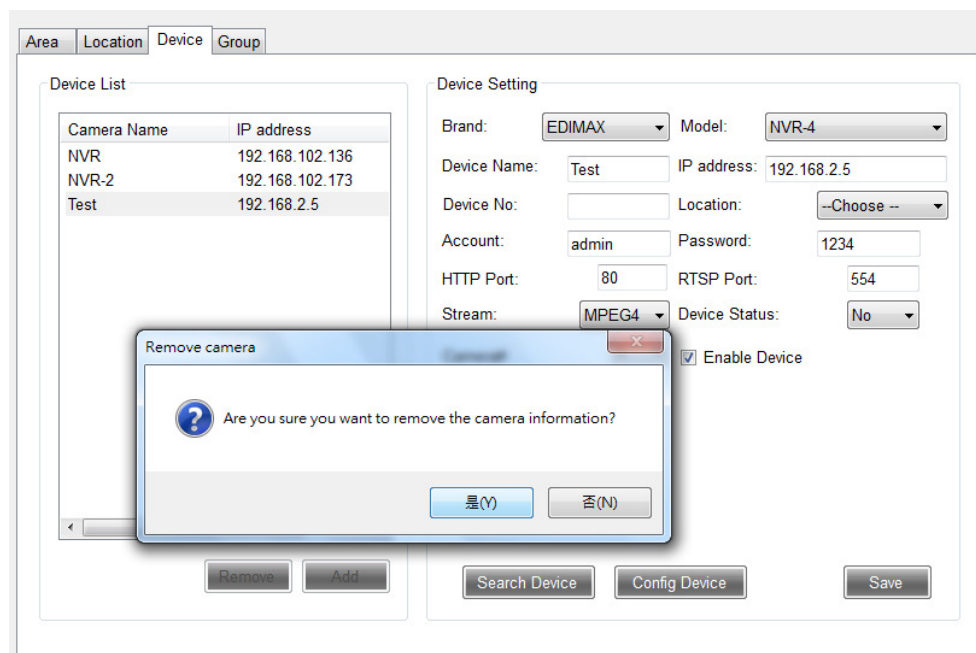 Area Location Device Group
Device List
Camera Name IP address
NVR 192.168.102.136
NVR-2 192.168.102.173
Test 192.168.2.5
Remove Add
Device Setting
Brand: EDIMAX Model: NVR-4
Device Name: Test IP address: 192.168.2.5
Device No: Location: --Choose --
Account: admin Password: 1234
HTTP Port: 80 RTSP Port: 554
Stream: MPEG4 Device Status: No
Enable Device
Search Device Config Device Save
Remove camera
Are you sure you want to remove the camera information?
是(Y) 否(N)